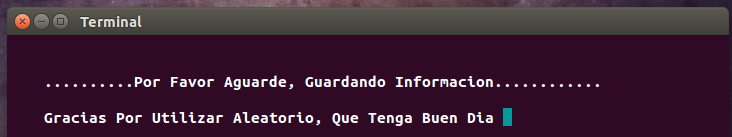 Terminal
..........Por Favor Aguarde, Guardando Informacion............
Gracias Por Utilizar Aleatorio, Que Tenga Buen Dia